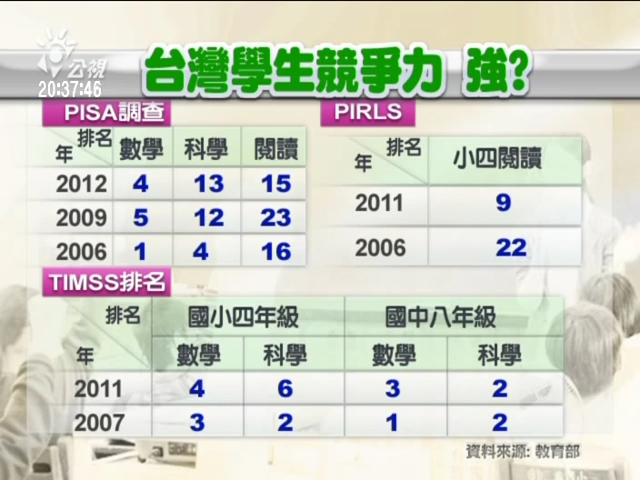 公視
20:37:46
台灣學生競爭力 強?
PISA調查
排名 數學 科學 閱讀
年
2012 4 13 15
2009 5 12 23
2006 1 4 16
PIRLS
排名 小四閱讀
年
2011 9
2006 22
TIMSS排名
排名 國小四年級 國中八年級
年 數學 科學 數學 科學
2011 4 6 3 2
2007 3 2 1 2
資料來源: 教育部